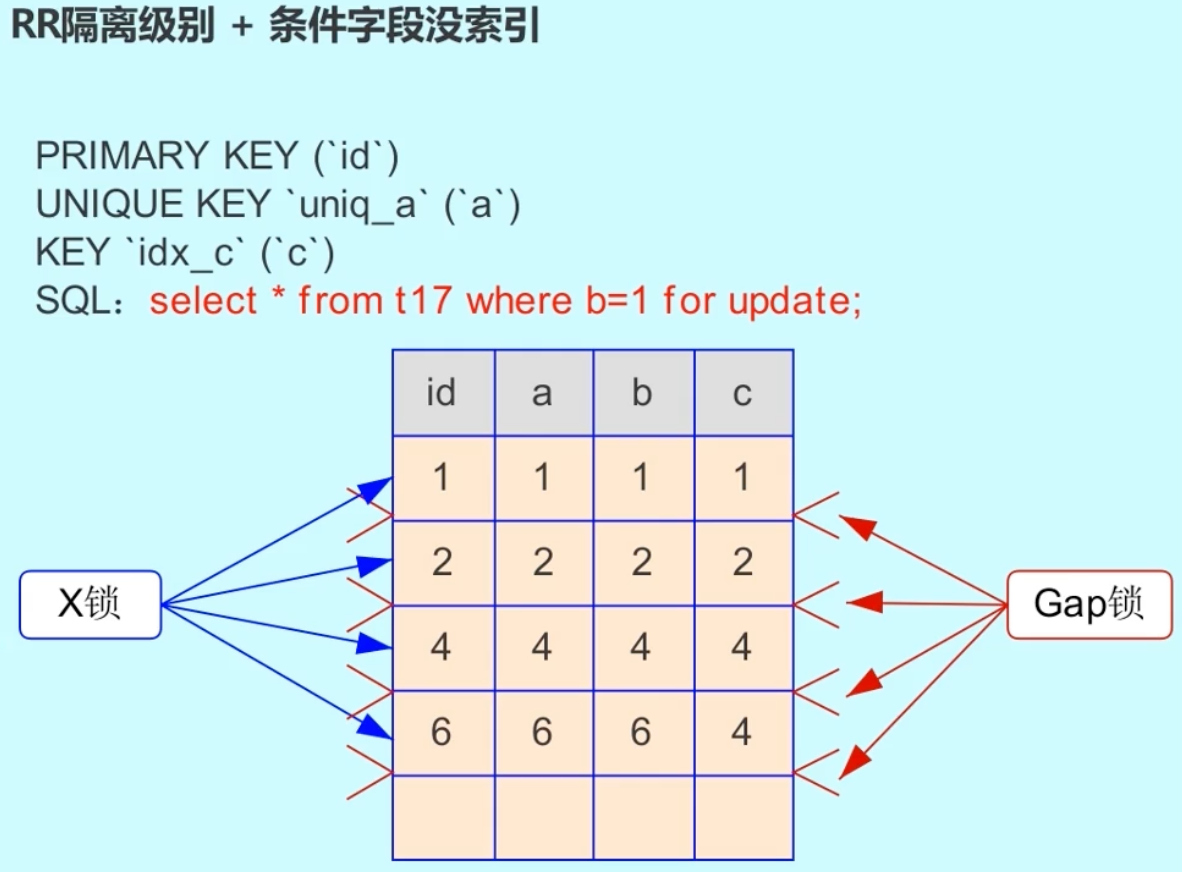 RR隔离级别 + 条件字段没索引
PRIMARY KEY (`id`)
UNIQUE KEY `uniq_a` (`a`)
KEY `idx_c` (`c`)
SQL：select * from t17 where b=1 for update;
id a b c
1 1 1 1
2 2 2 2
X锁
Gap锁
4 4 4 4
6 6 6 4